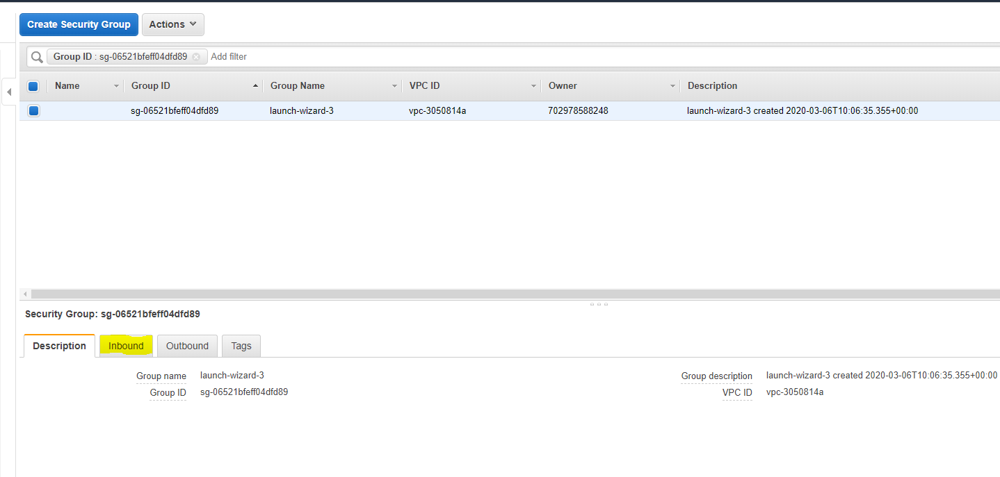 Create Security Group Actions
Group ID : sg-06521bfeff04dfd89 Add filter
Name Group ID Group Name VPC ID Owner Description
sg-06521bfeff04dfd89 launch-wizard-3 vpc-3050814a 702978588248 launch-wizard-3 created 2020-03-06T10:06:35.355+00:00
Security Group: sg-06521bfeff04dfd89
Description Inbound Outbound Tags
Group name launch-wizard-3 Group description launch-wizard-3 created 2020-03-06T10:06:35.355+00:00
Group ID sg-06521bfeff04dfd89 VPC ID vpc-3050814a